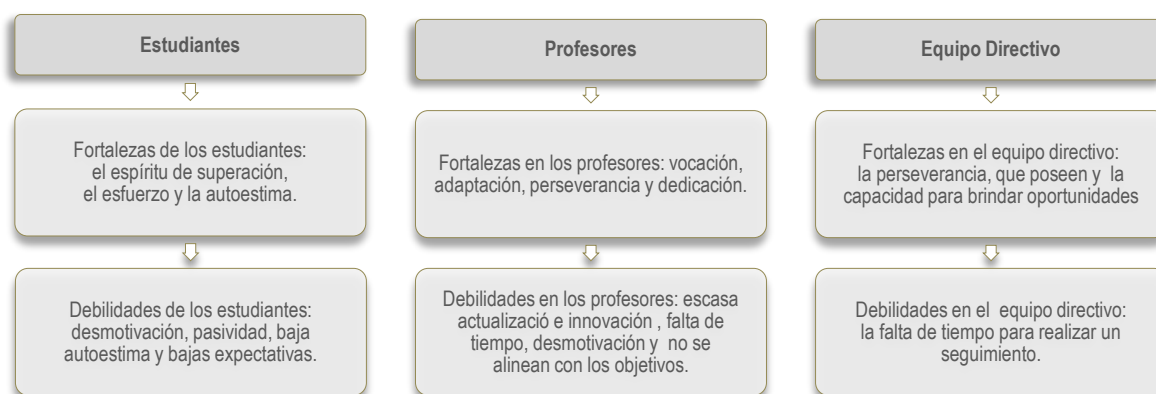 Estudiantes
Fortalezas de los estudiantes:
el espíritu de superación,
el esfuerzo y la autoestima.
Debilidades de los estudiantes:
desmotivación, pasividad, baja
autoestima y bajas expectativas.
Profesores
Fortalezas en los profesores: vocación,
adaptación, perseverancia y dedicación.
Debilidades en los profesores: escasa
actualizació e innovación , falta de
tiempo, desmotivación y no se
alinean con los objetivos.
Equipo Directivo
Fortalezas en el equipo directivo:
la perseverancia, que poseen y la
capacidad para brindar oportunidades
Debilidades en el equipo directivo:
la falta de tiempo para realizar un
seguimiento.